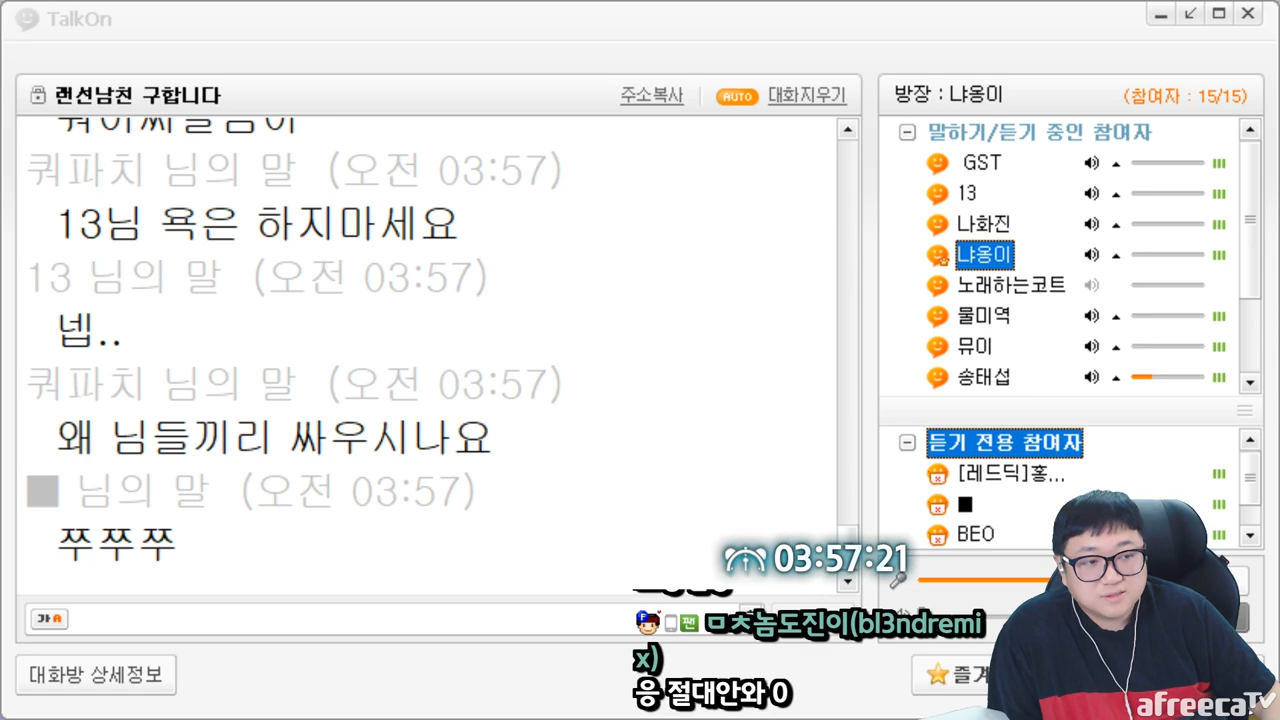 TalkOn
랜선남친 구합니다
주소복사
AUTO 대화지우기
쿼파치 님의 말 (오전 03:57)
13님 욕은 하지마세요
13 님의 말 (오전 03:57)
넵..
쿼파치 님의 말 (오전 03:57)
왜 님들끼리 싸우시나요
■ 님의 말 (오전 03:57)
쭈쭈쭈
가A
대화방 상세정보
방장 : 냐옹이
(참여자 : 15/15)
말하기/듣기 중인 참여자
GST
13
나화진
냐옹이
노래하는코트
물미역
뮤이
송태섭
듣기 전용 참여자
[레드딕]홍...
■
BEO
03:57:21
F 팬 ㅁㅊ놈도진이(bl3ndremi
x)
응 절대안와 0
즐겨
afreecaTV